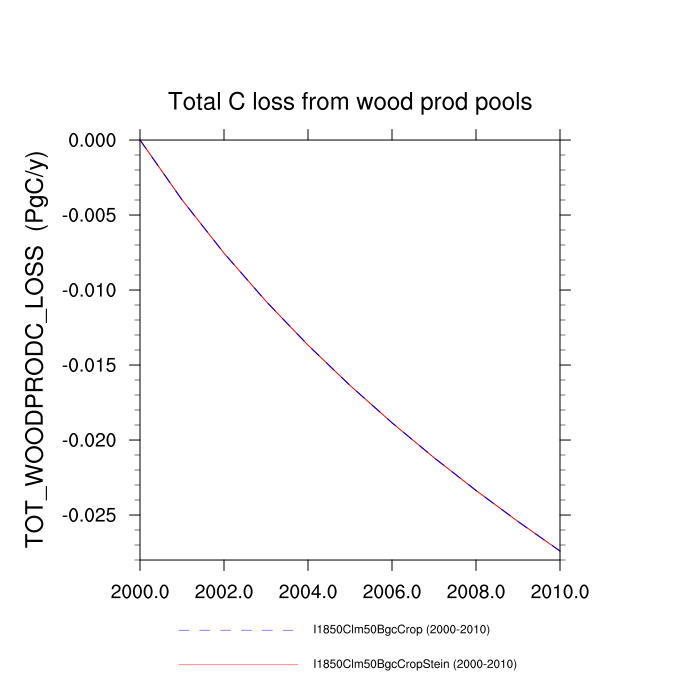 Total C loss from wood prod pools
TOT_WOODPRODC_LOSS (PgC/y)
0.000
-0.005
-0.010
-0.015
-0.020
-0.025
2000.0 2002.0 2004.0 2006.0 2008.0 2010.0
I1850Clm50BgcCrop (2000-2010)
I1850Clm50BgcCropStein (2000-2010)